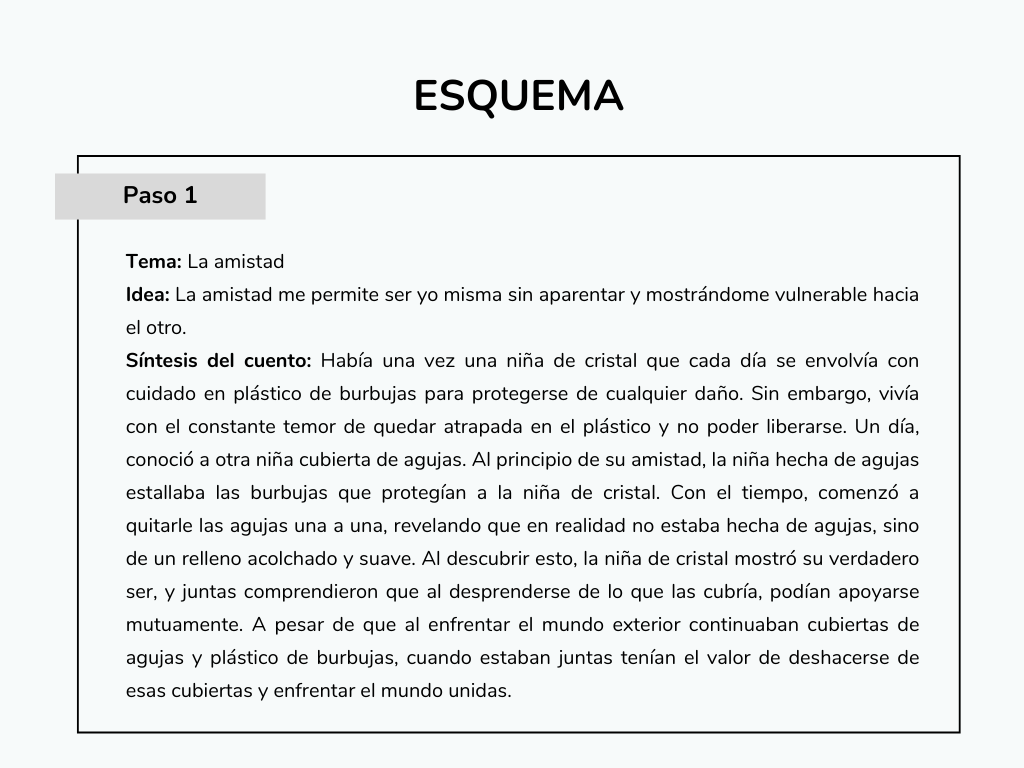 ESQUEMA
Paso 1
Tema: La amistad
Idea: La amistad me permite ser yo misma sin aparentar y mostrándome vulnerable hacia
el otro.
Síntesis del cuento: Había una vez una niña de cristal que cada día se envolvía con
cuidado en plástico de burbujas para protegerse de cualquier daño. Sin embargo, vivía
con el constante temor de quedar atrapada en el plástico y no poder liberarse. Un día,
conoció a otra niña cubierta de agujas. Al principio de su amistad, la niña hecha de agujas
estallaba las burbujas que protegían a la niña de cristal. Con el tiempo, comenzó a
quitarle las agujas una a una, revelando que en realidad no estaba hecha de agujas, sino
de un relleno acolchado y suave. Al descubrir esto, la niña de cristal mostró su verdadero
ser, y juntas comprendieron que al desprenderse de lo que las cubría, podían apoyarse
mutuamente. A pesar de que al enfrentar el mundo exterior continuaban cubiertas de
agujas y plástico de burbujas, cuando estaban juntas tenían el valor de deshacerse de
esas cubiertas y enfrentar el mundo unidas.